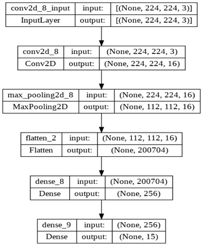 conv2d_8_input input: [(None, 224, 224, 3)]
InputLayer output: [(None, 224, 224, 3)]
conv2d_8 input: (None, 224, 224, 3)
Conv2D output: (None, 224, 224, 16)
max_pooling2d_8 input: (None, 224, 224, 16)
MaxPooling2D output: (None, 112, 112, 16)
flatten_2 input: (None, 112, 112, 16)
Flatten output: (None, 200704)
dense_8 input: (None, 200704)
Dense output: (None, 256)
dense_9 input: (None, 256)
Dense output: (None, 15)